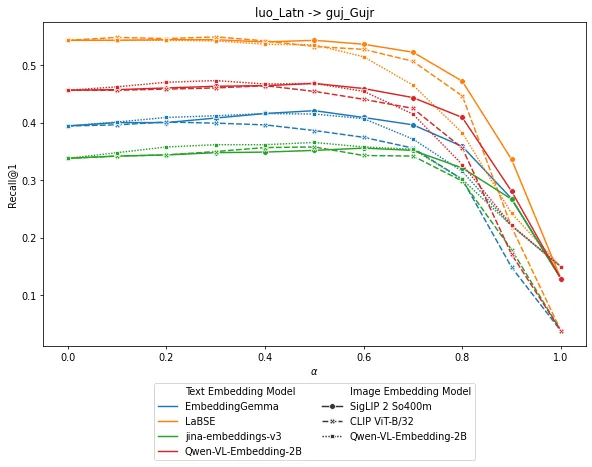 luo_Latn -> guj_Gujr
Recall@1
0.5
0.4
0.3
0.2
0.1
0.0 0.2 0.4 0.6 0.8 1.0
α
Text Embedding Model
EmbeddingGemma
LaBSE
jina-embeddings-v3
Qwen-VL-Embedding-2B
Image Embedding Model
SigLIP 2 So400m
CLIP ViT-B/32
Qwen-VL-Embedding-2B